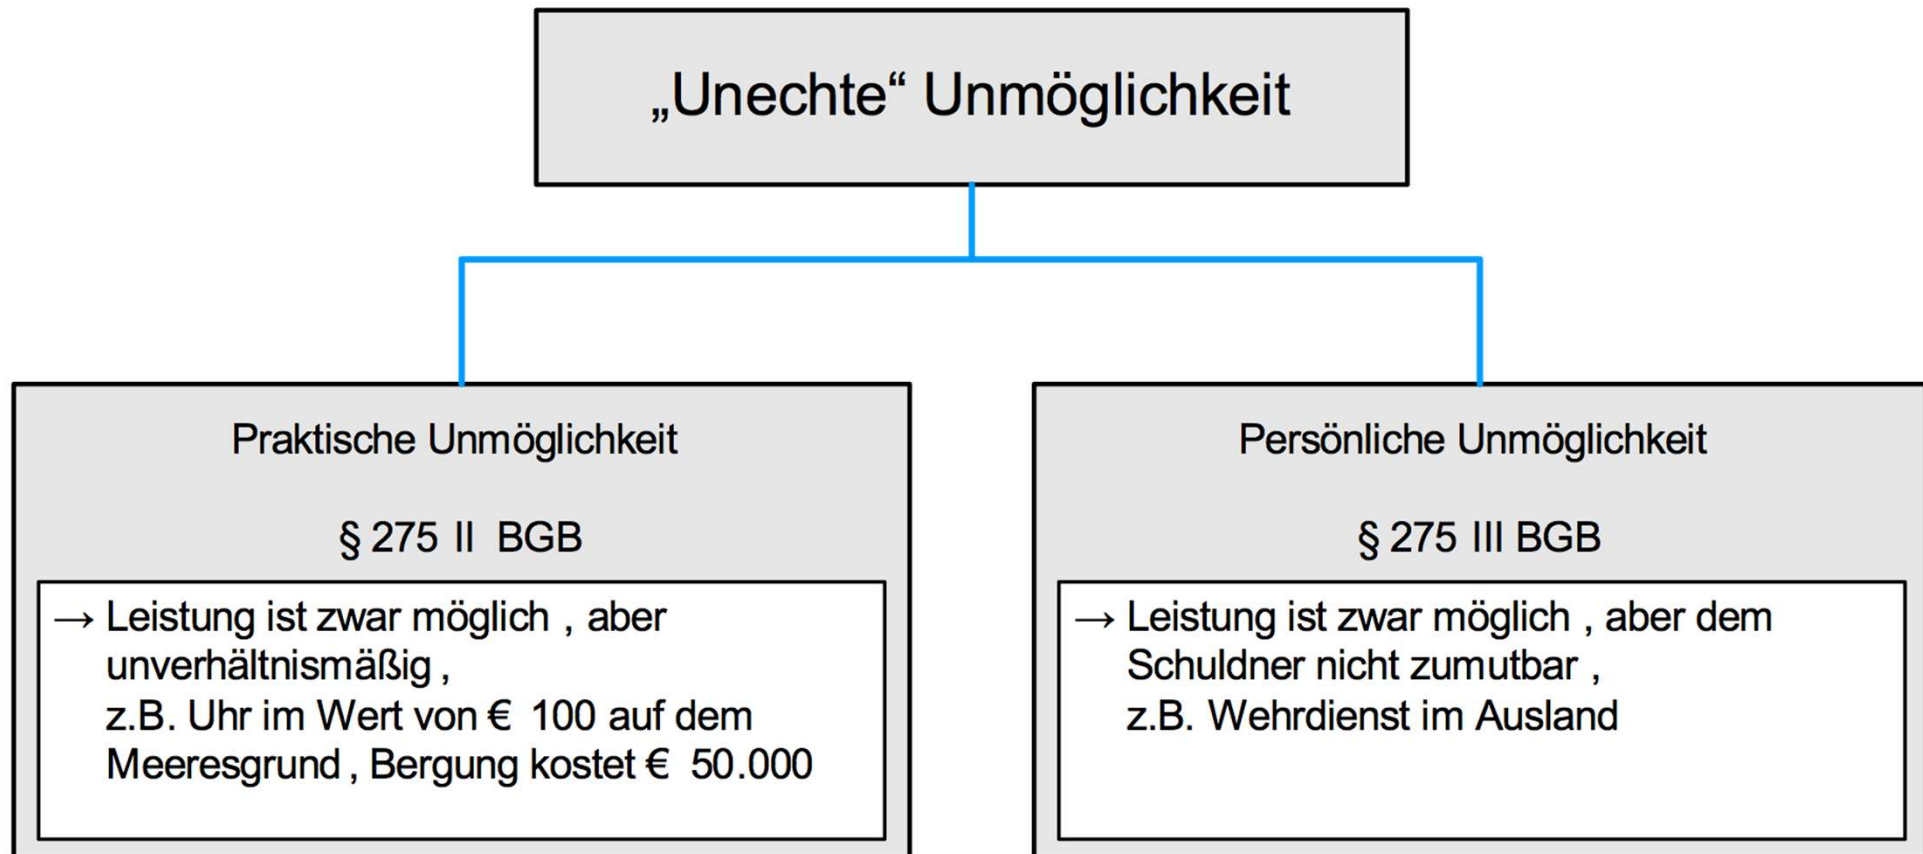 „Unechte“ Unmöglichkeit
Praktische Unmöglichkeit
§ 275 II BGB
→ Leistung ist zwar möglich , aber
unverhältnismäßig ,
z.B. Uhr im Wert von € 100 auf dem
Meeresgrund , Bergung kostet € 50.000
Persönliche Unmöglichkeit
§ 275 III BGB
→ Leistung ist zwar möglich , aber dem
Schuldner nicht zumutbar ,
z.B. Wehrdienst im Ausland